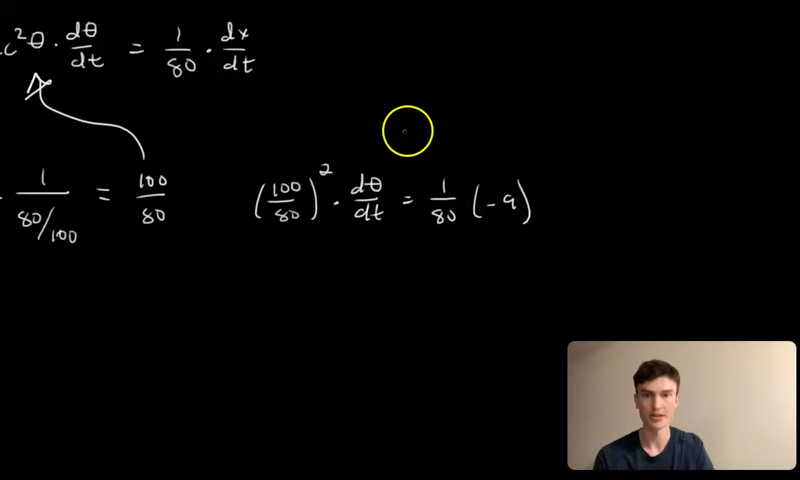 c²θ · dθ/dt = 1/80 · dx/dt
1/(80/100) = 100/80
(100/80)² · dθ/dt = 1/80 (-9)